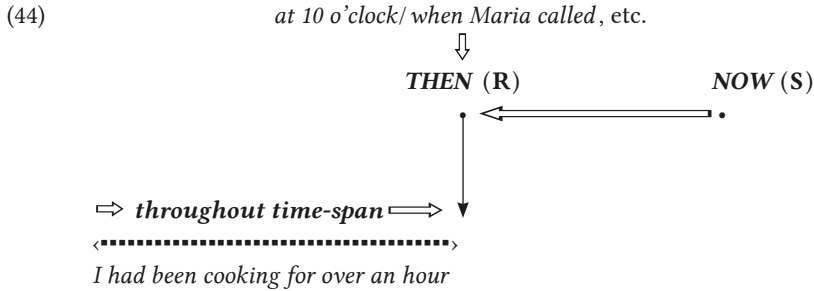 (44) at 10 o’clock/ when Maria called, etc.
THEN (R) NOW (S)
throughout time-span
I had been cooking for over an hour